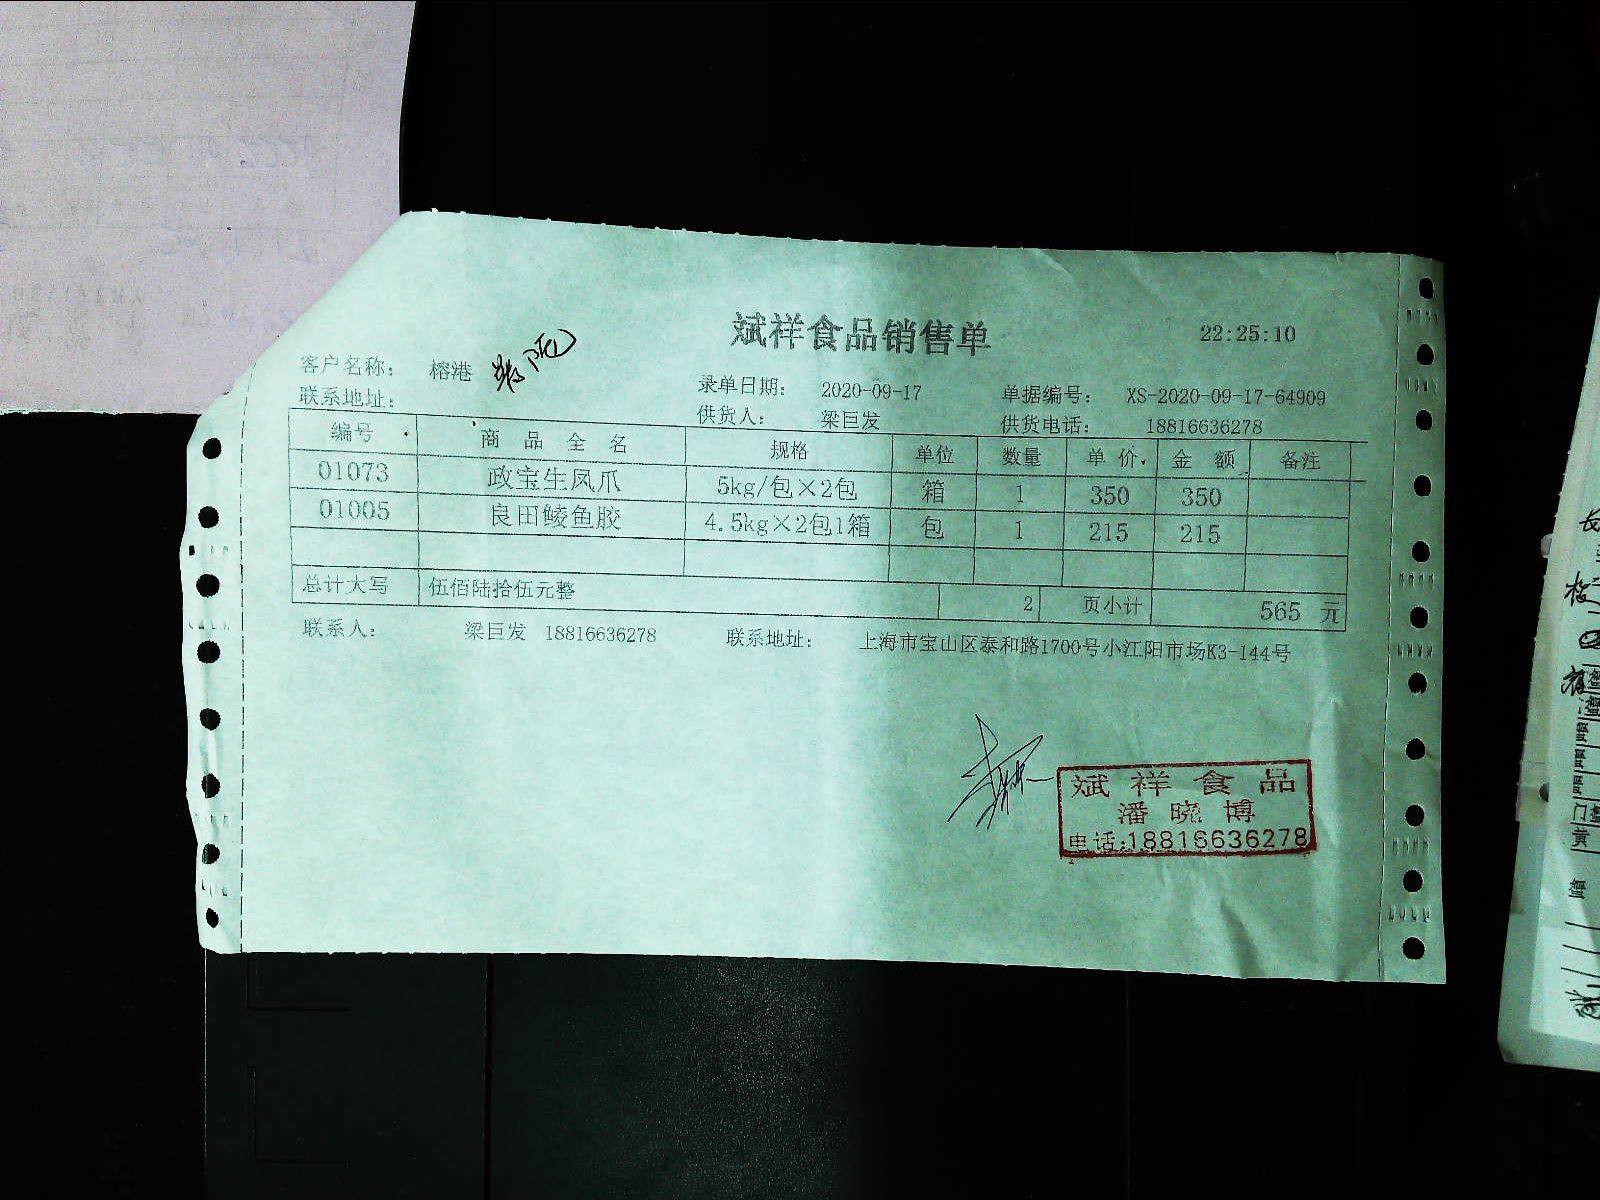 斌祥食品销售单
22:25:10
客户名称： 榕港
录单日期： 2020-09-17 单据编号： XS-2020-09-17-64909
联系地址：
供货人： 梁巨发 供货电话： 18816636278
编号 商品全名 规格 单位 数量 单价 金额 备注
01073 政宝生凤爪 5kg/包×2包 箱 1 350 350
01005 良田鲮鱼胶 4.5kg×2包1箱 包 1 215 215
总计大写 伍佰陆拾伍元整 2 页小计 565 元
联系人： 梁巨发 18816636278 联系地址： 上海市宝山区泰和路1700号小江阳市场K3-144号
斌祥食品
潘晓博
电话:18816636278